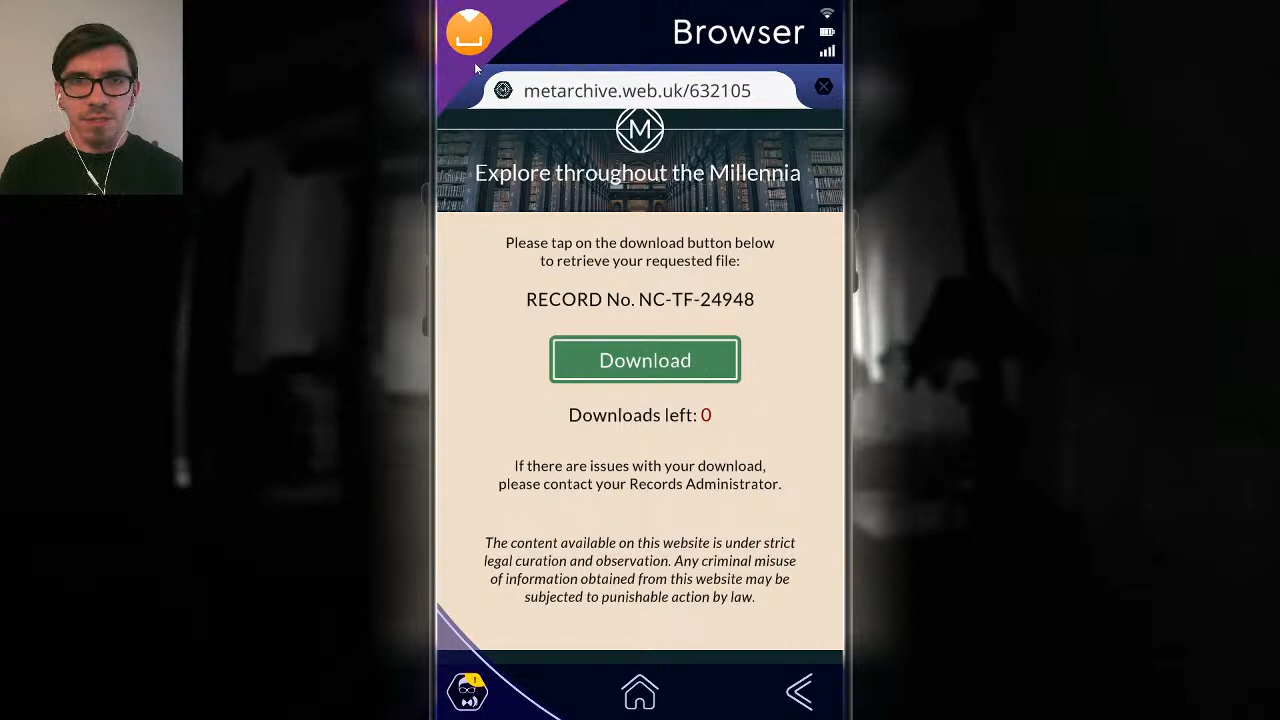 Browser
metarchive.web.uk/632105
M
Explore throughout the Millennia
Please tap on the download button below
to retrieve your requested file:
RECORD No. NC-TF-24948
Download
Downloads left: 0
If there are issues with your download,
please contact your Records Administrator.
The content available on this website is under strict
legal curation and observation. Any criminal misuse
of information obtained from this website may be
subjected to punishable action by law.
!